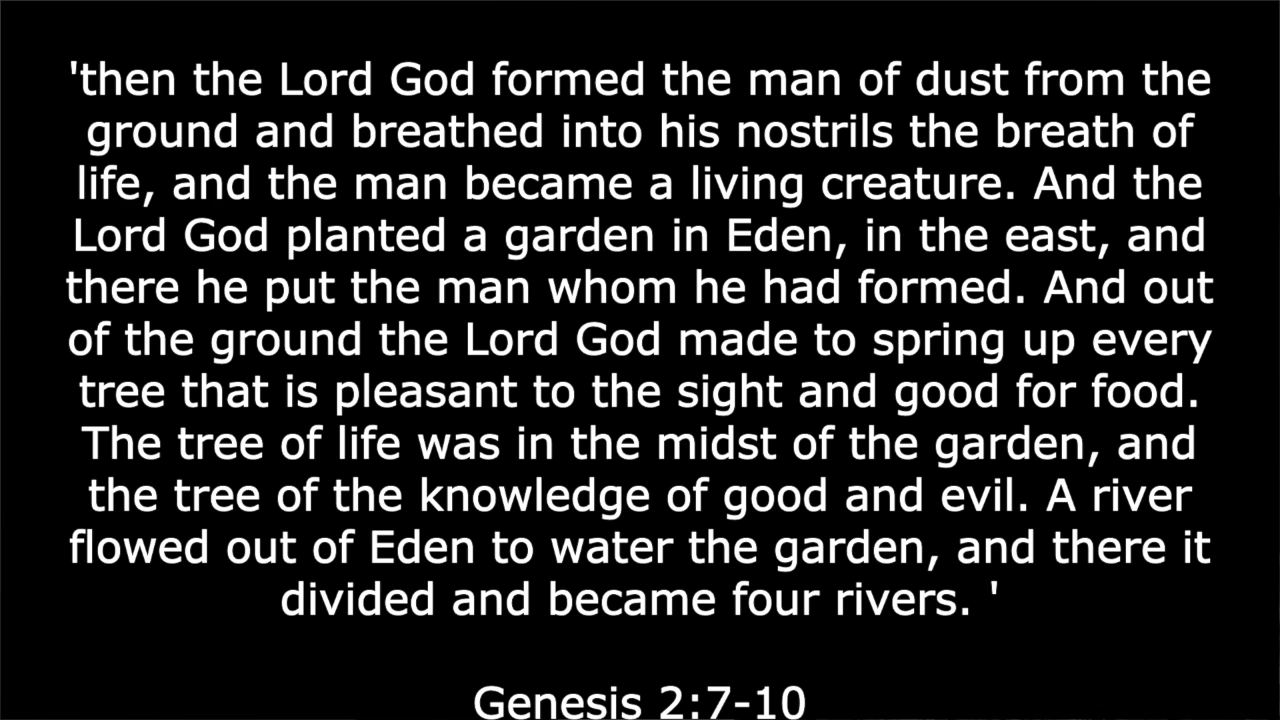 'then the Lord God formed the man of dust from the
ground and breathed into his nostrils the breath of
life, and the man became a living creature. And the
Lord God planted a garden in Eden, in the east, and
there he put the man whom he had formed. And out
of the ground the Lord God made to spring up every
tree that is pleasant to the sight and good for food.
The tree of life was in the midst of the garden, and
the tree of the knowledge of good and evil. A river
flowed out of Eden to water the garden, and there it
divided and became four rivers. '
Genesis 2:7-10